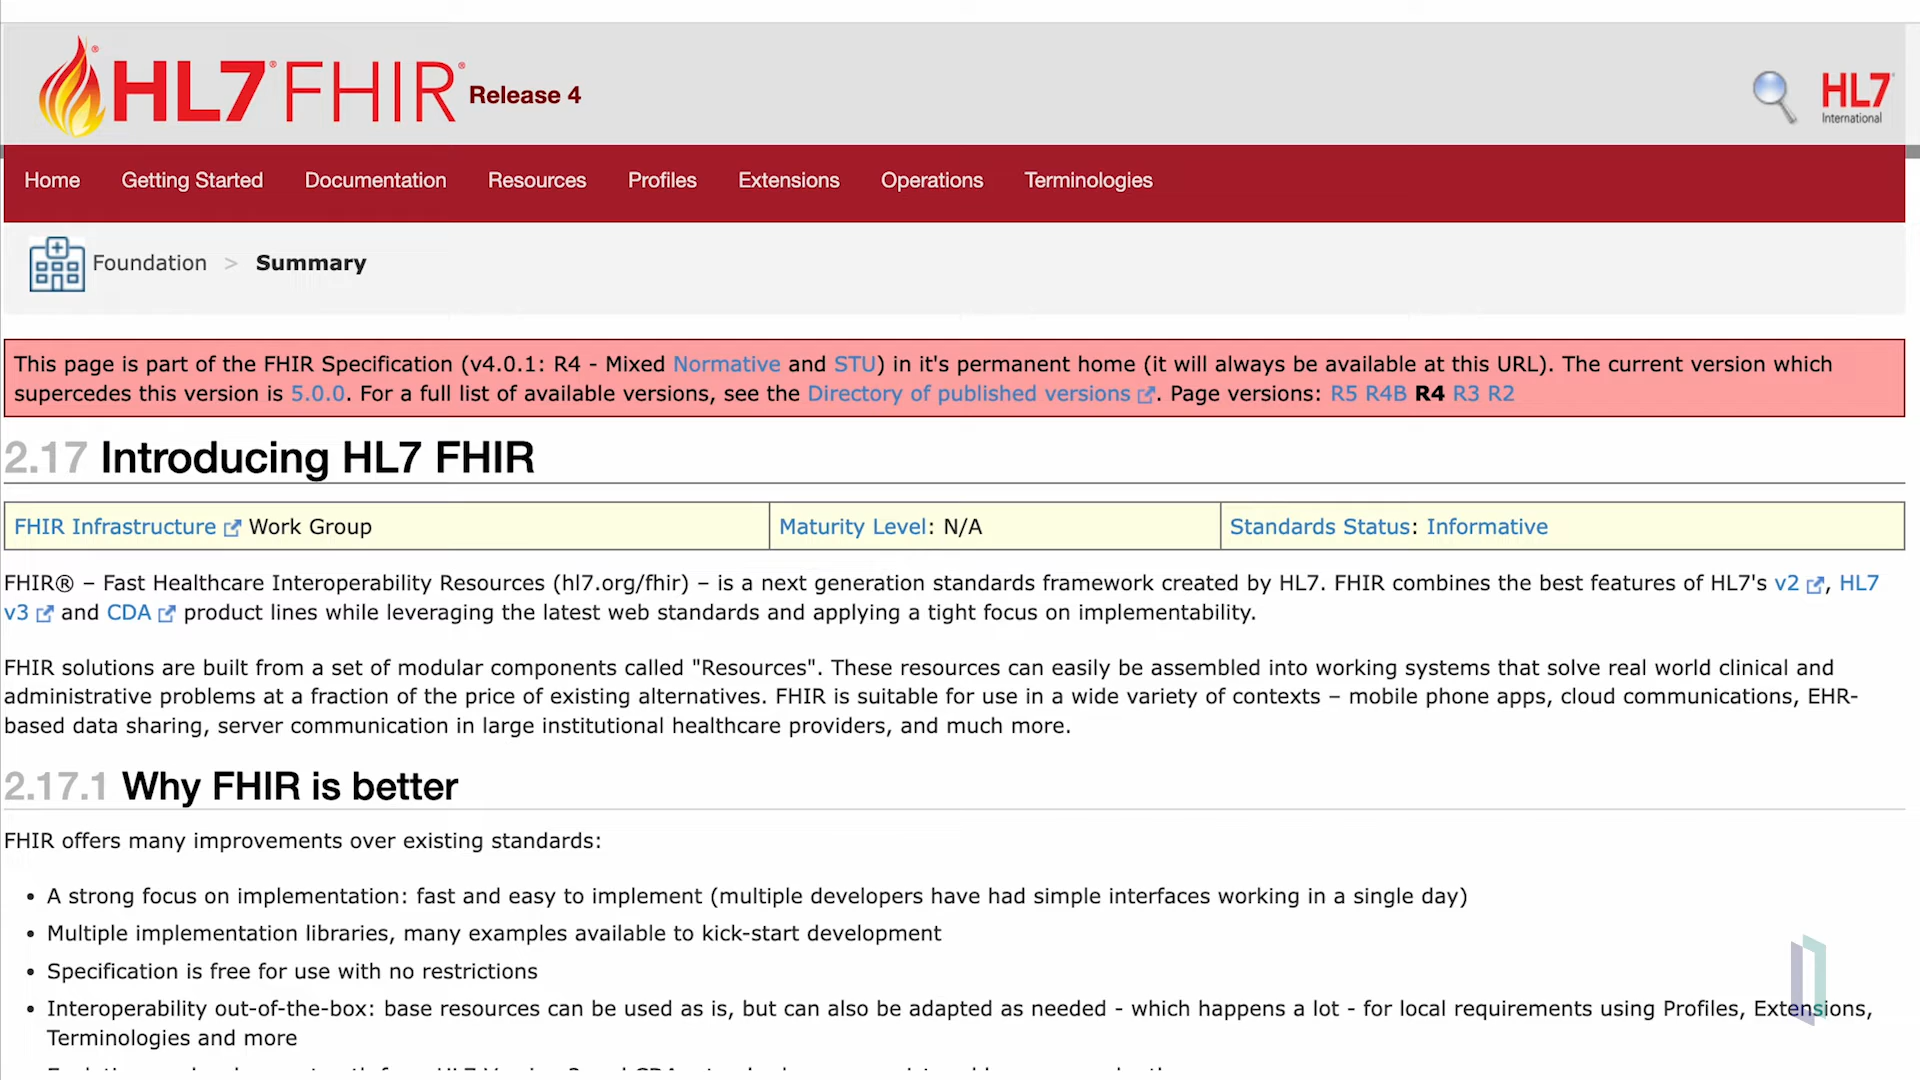 HL7® FHIR® Release 4
HL7®
International
Home Getting Started Documentation Resources Profiles Extensions Operations Terminologies
Foundation > Summary
This page is part of the FHIR Specification (v4.0.1: R4 - Mixed Normative and STU) in it's permanent home (it will always be available at this URL). The current version which
supercedes this version is 5.0.0. For a full list of available versions, see the Directory of published versions. Page versions: R5 R4B R4 R3 R2
2.17 Introducing HL7 FHIR
FHIR Infrastructure Work Group Maturity Level: N/A Standards Status: Informative
FHIR® – Fast Healthcare Interoperability Resources (hl7.org/fhir) – is a next generation standards framework created by HL7. FHIR combines the best features of HL7's v2, HL7
v3 and CDA product lines while leveraging the latest web standards and applying a tight focus on implementability.
FHIR solutions are built from a set of modular components called "Resources". These resources can easily be assembled into working systems that solve real world clinical and
administrative problems at a fraction of the price of existing alternatives. FHIR is suitable for use in a wide variety of contexts – mobile phone apps, cloud communications, EHR-
based data sharing, server communication in large institutional healthcare providers, and much more.
2.17.1 Why FHIR is better
FHIR offers many improvements over existing standards:
• A strong focus on implementation: fast and easy to implement (multiple developers have had simple interfaces working in a single day)
• Multiple implementation libraries, many examples available to kick-start development
• Specification is free for use with no restrictions
• Interoperability out-of-the-box: base resources can be used as is, but can also be adapted as needed - which happens a lot - for local requirements using Profiles, Extensions,
Terminologies and more